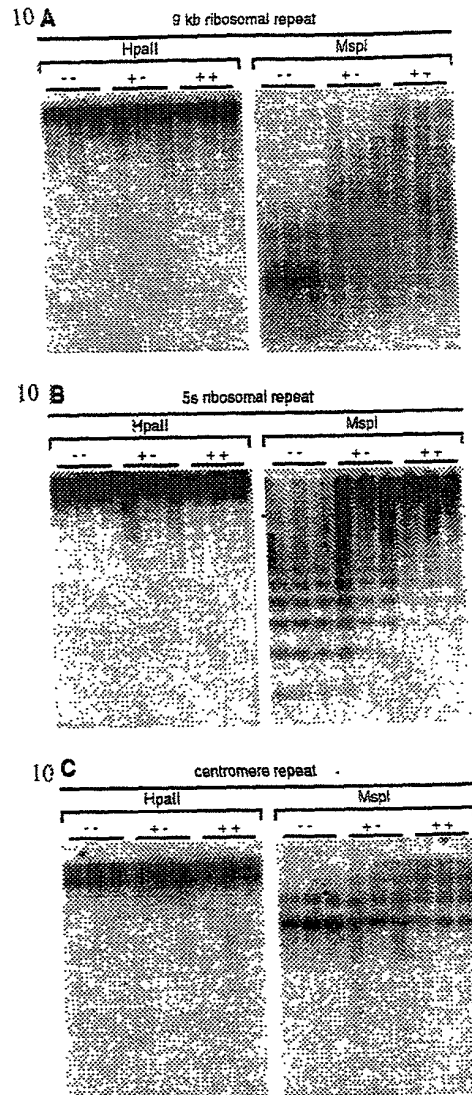 10 A
9 kb ribosomal repeat
HpaII MspI
-- +- ++ -- +- ++
10 B
5s ribosomal repeat
HpaII MspI
-- +- ++ -- +- ++
10 C
centromere repeat
HpaII MspI
-- +- ++ -- +- ++